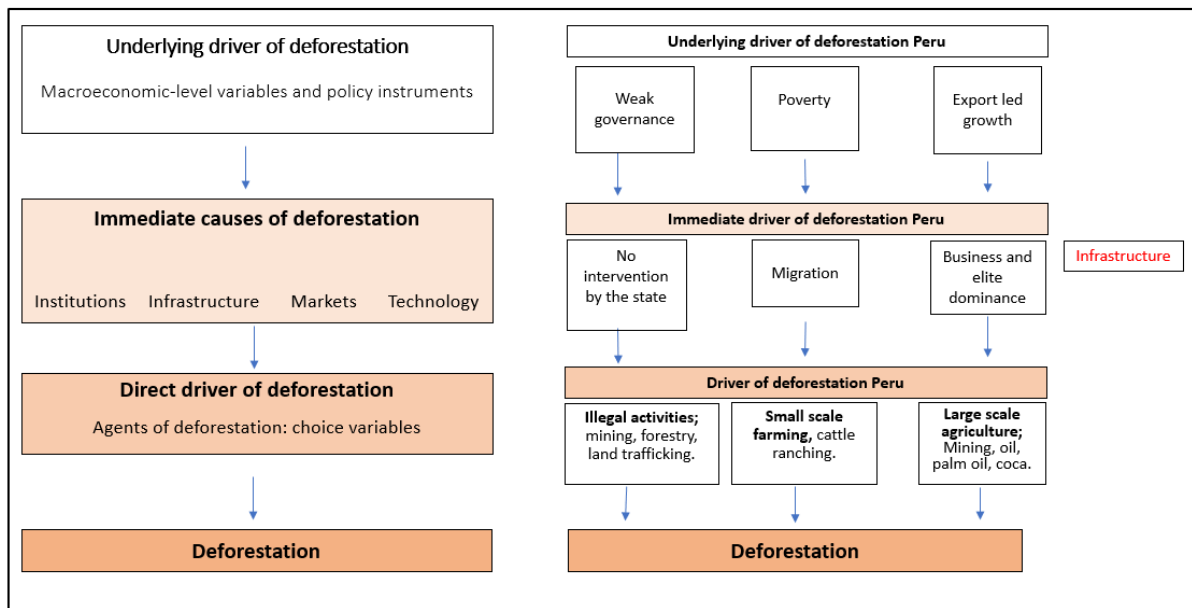 Underlying driver of deforestation
Macroeconomic-level variables and policy instruments
Immediate causes of deforestation
Institutions Infrastructure Markets Technology
Direct driver of deforestation
Agents of deforestation: choice variables
Deforestation
Underlying driver of deforestation Peru
Weak
governance
Poverty
Export led
growth
Immediate driver of deforestation Peru
No
intervention
by the state
Migration
Business and
elite
dominance
Infrastructure
Driver of deforestation Peru
Illegal activities;
mining, forestry,
land trafficking.
Small scale
farming, cattle
ranching.
Large scale
agriculture;
Mining, oil,
palm oil, coca.
Deforestation